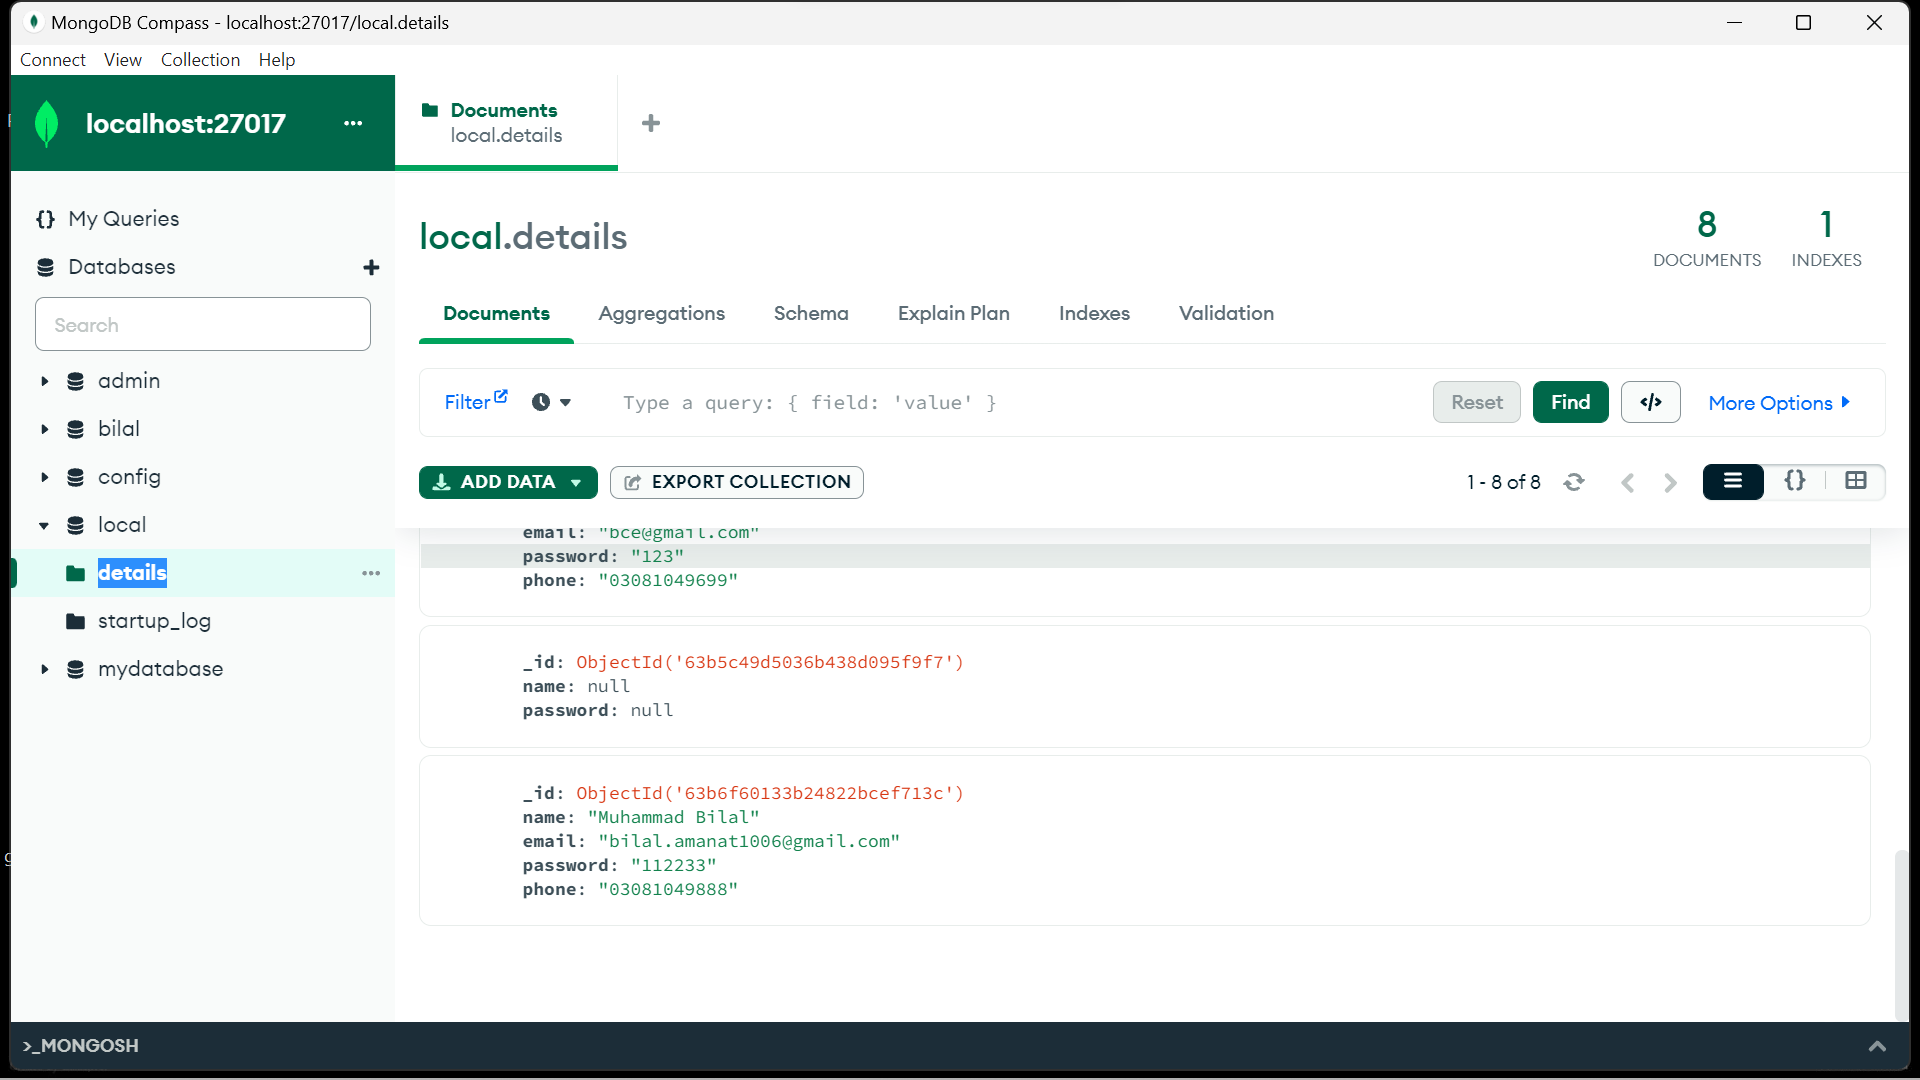 MongoDB Compass - localhost:27017/local.details
Connect View Collection Help
localhost:27017 ...
Documents
local.details
+
{} My Queries
Databases +
Search
admin
bilal
config
local
details ...
startup_log
mydatabase
local.details
8
DOCUMENTS
1
INDEXES
Documents Aggregations Schema Explain Plan Indexes Validation
Filter Type a query: { field: 'value' } Reset Find </> More Options
ADD DATA EXPORT COLLECTION 1 - 8 of 8 {}
email: "bce@gmail.com"
password: "123"
phone: "03081049699"
_id: ObjectId('63b5c49d5036b438d095f9f7')
name: null
password: null
_id: ObjectId('63b6f60133b24822bcef713c')
name: "Muhammad Bilal"
email: "bilal.amanat1006@gmail.com"
password: "112233"
phone: "03081049888"
>_MONGOSH